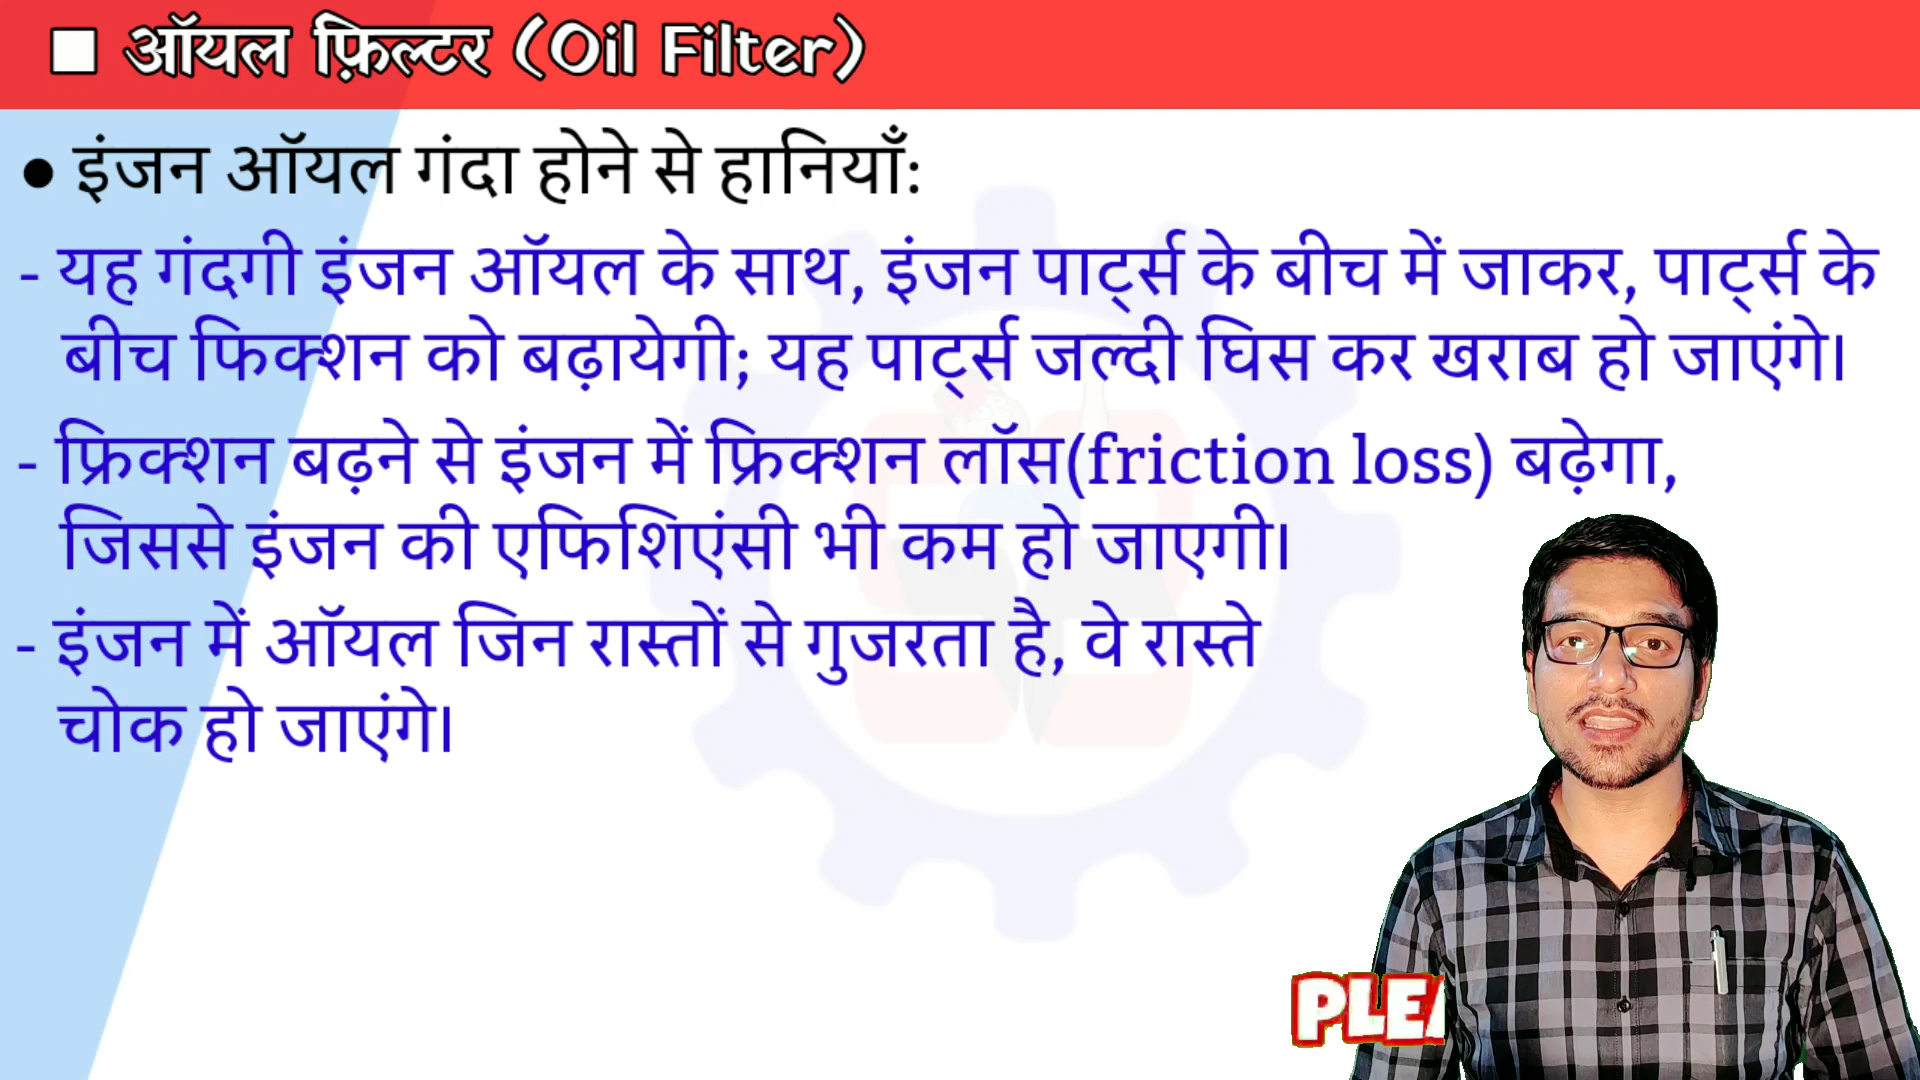 ■ ऑयल फ़िल्टर (Oil Filter)
● इंजन ऑयल गंदा होने से हानियाँ:
- यह गंदगी इंजन ऑयल के साथ, इंजन पार्ट्स के बीच में जाकर, पार्ट्स के
बीच फिक्शन को बढ़ायेगी; यह पार्ट्स जल्दी घिस कर खराब हो जाएंगे।
- फ्रिक्शन बढ़ने से इंजन में फ्रिक्शन लॉस(friction loss) बढ़ेगा,
जिससे इंजन की एफिशिएंसी भी कम हो जाएगी।
- इंजन में ऑयल जिन रास्तों से गुजरता है, वे रास्ते
चोक हो जाएंगे।